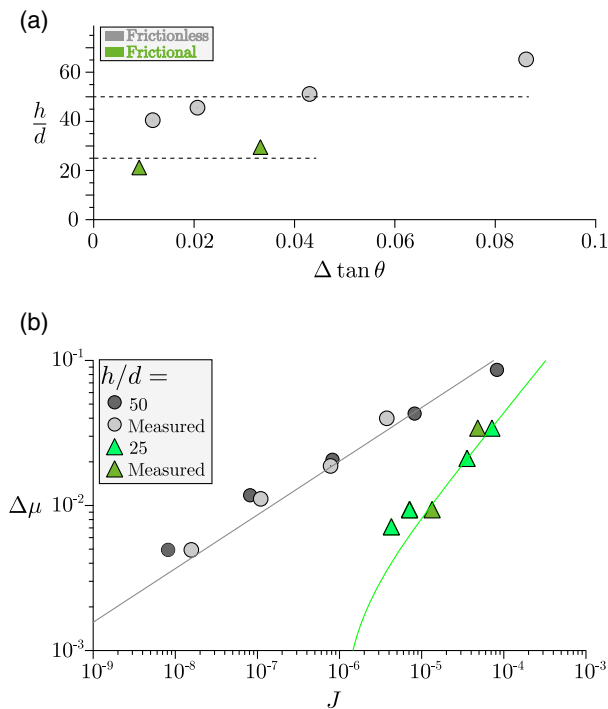 (a)
Frictionless
Frictional
60
h/d
40
20
0
0 0.02 0.04 0.06 0.08 0.1
Δ tan θ
(b)
10^-1
h/d =
50
Measured
25
Measured
Δμ
10^-2
10^-3
10^-9 10^-8 10^-7 10^-6 10^-5 10^-4 10^-3
J